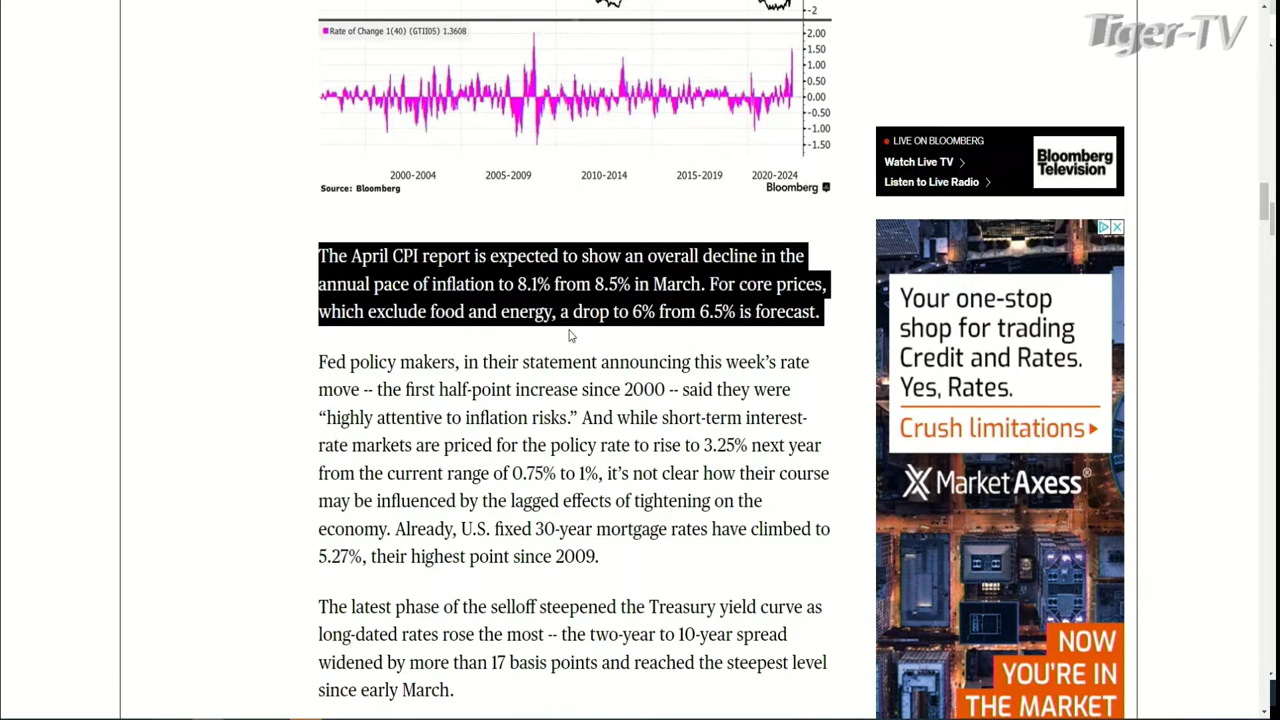 -2
Tiger-TV
Rate of Change 1(40) (GTII05) 1.3608
2.00
1.50
1.00
0.50
0.00
-0.50
-1.00
-1.50
2000-2004 2005-2009 2010-2014 2015-2019 2020-2024
Source: Bloomberg
Bloomberg
LIVE ON BLOOMBERG
Watch Live TV
Listen to Live Radio
Bloomberg
Television
The April CPI report is expected to show an overall decline in the
annual pace of inflation to 8.1% from 8.5% in March. For core prices,
which exclude food and energy, a drop to 6% from 6.5% is forecast.
Fed policy makers, in their statement announcing this week’s rate
move -- the first half-point increase since 2000 -- said they were
“highly attentive to inflation risks.” And while short-term interest-
rate markets are priced for the policy rate to rise to 3.25% next year
from the current range of 0.75% to 1%, it’s not clear how their course
may be influenced by the lagged effects of tightening on the
economy. Already, U.S. fixed 30-year mortgage rates have climbed to
5.27%, their highest point since 2009.
The latest phase of the selloff steepened the Treasury yield curve as
long-dated rates rose the most -- the two-year to 10-year spread
widened by more than 17 basis points and reached the steepest level
since early March.
Your one-stop
shop for trading
Credit and Rates.
Yes, Rates.
Crush limitations
MarketAxess®
NOW
YOU'RE IN
THE MARKET